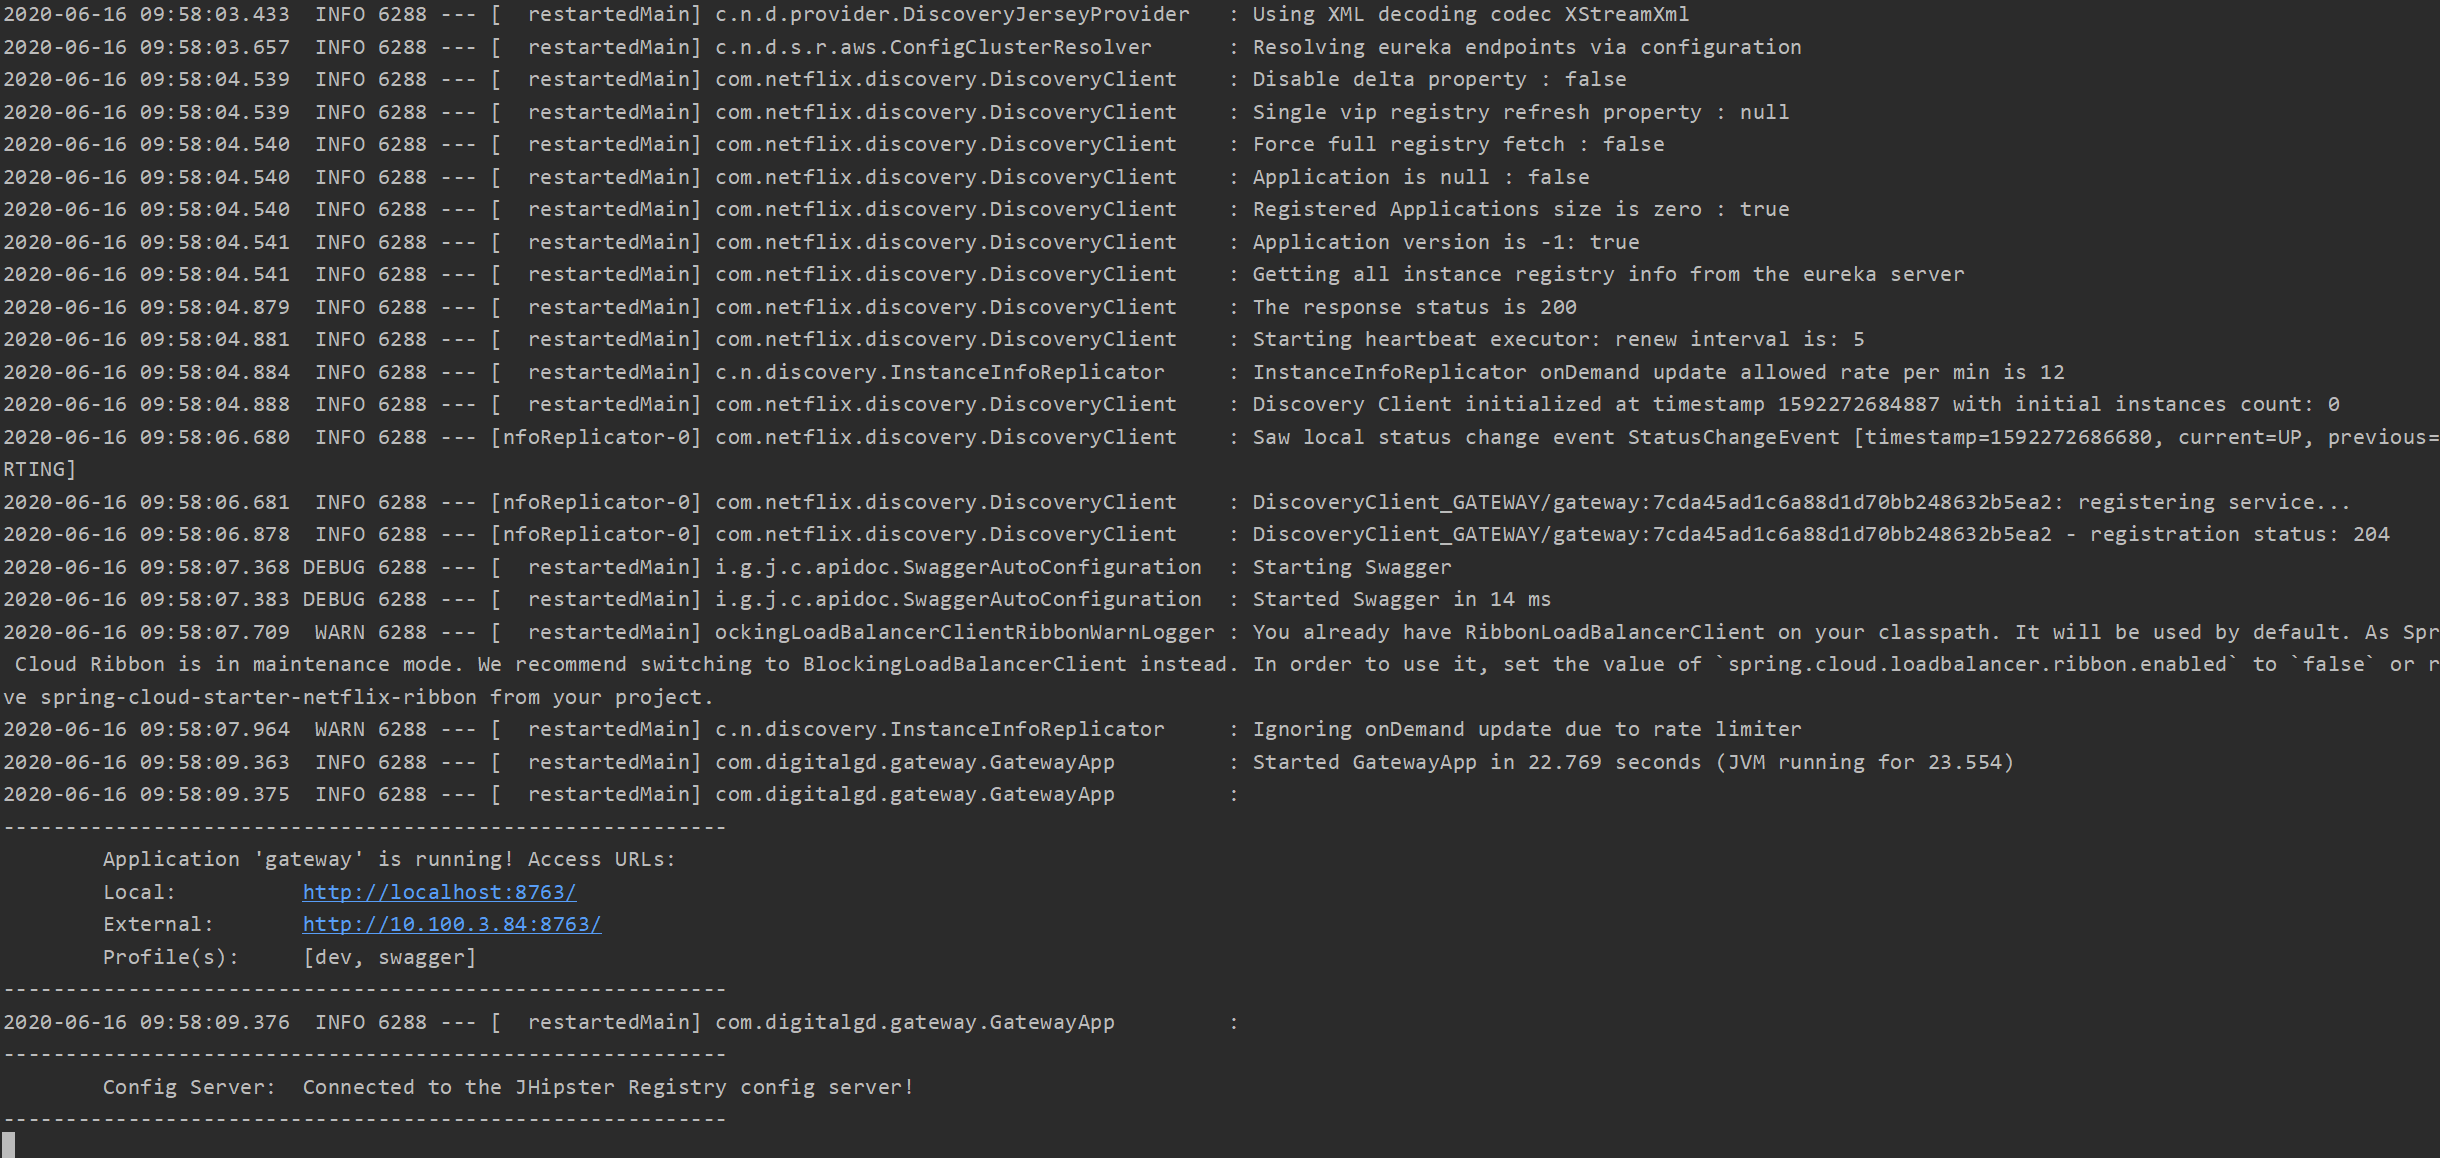 2020-06-16 09:58:03.433  INFO 6288 --- [  restartedMain] c.n.d.provider.DiscoveryJerseyProvider   : Using XML decoding codec XStreamXml
2020-06-16 09:58:03.657  INFO 6288 --- [  restartedMain] c.n.d.s.r.aws.ConfigClusterResolver      : Resolving eureka endpoints via configuration
2020-06-16 09:58:04.539  INFO 6288 --- [  restartedMain] com.netflix.discovery.DiscoveryClient    : Disable delta property : false
2020-06-16 09:58:04.539  INFO 6288 --- [  restartedMain] com.netflix.discovery.DiscoveryClient    : Single vip registry refresh property : null
2020-06-16 09:58:04.540  INFO 6288 --- [  restartedMain] com.netflix.discovery.DiscoveryClient    : Force full registry fetch : false
2020-06-16 09:58:04.540  INFO 6288 --- [  restartedMain] com.netflix.discovery.DiscoveryClient    : Application is null : false
2020-06-16 09:58:04.540  INFO 6288 --- [  restartedMain] com.netflix.discovery.DiscoveryClient    : Registered Applications size is zero : true
2020-06-16 09:58:04.541  INFO 6288 --- [  restartedMain] com.netflix.discovery.DiscoveryClient    : Application version is -1: true
2020-06-16 09:58:04.541  INFO 6288 --- [  restartedMain] com.netflix.discovery.DiscoveryClient    : Getting all instance registry info from the eureka server
2020-06-16 09:58:04.879  INFO 6288 --- [  restartedMain] com.netflix.discovery.DiscoveryClient    : The response status is 200
2020-06-16 09:58:04.881  INFO 6288 --- [  restartedMain] com.netflix.discovery.DiscoveryClient    : Starting heartbeat executor: renew interval is: 5
2020-06-16 09:58:04.884  INFO 6288 --- [  restartedMain] c.n.discovery.InstanceInfoReplicator     : InstanceInfoReplicator onDemand update allowed rate per min is 12
2020-06-16 09:58:04.888  INFO 6288 --- [  restartedMain] com.netflix.discovery.DiscoveryClient    : Discovery Client initialized at timestamp 1592272684887 with initial instances count: 0
2020-06-16 09:58:06.680  INFO 6288 --- [nfoReplicator-0] com.netflix.discovery.DiscoveryClient    : Saw local status change event StatusChangeEvent [timestamp=1592272686680, current=UP, previous=
RTING]
2020-06-16 09:58:06.681  INFO 6288 --- [nfoReplicator-0] com.netflix.discovery.DiscoveryClient    : DiscoveryClient_GATEWAY/gateway:7cda45ad1c6a88d1d70bb248632b5ea2: registering service...
2020-06-16 09:58:06.878  INFO 6288 --- [nfoReplicator-0] com.netflix.discovery.DiscoveryClient    : DiscoveryClient_GATEWAY/gateway:7cda45ad1c6a88d1d70bb248632b5ea2 - registration status: 204
2020-06-16 09:58:07.368 DEBUG 6288 --- [  restartedMain] i.g.j.c.apidoc.SwaggerAutoConfiguration  : Starting Swagger
2020-06-16 09:58:07.383 DEBUG 6288 --- [  restartedMain] i.g.j.c.apidoc.SwaggerAutoConfiguration  : Started Swagger in 14 ms
2020-06-16 09:58:07.709  WARN 6288 --- [  restartedMain] ockingLoadBalancerClientRibbonWarnLogger : You already have RibbonLoadBalancerClient on your classpath. It will be used by default. As Spr
 Cloud Ribbon is in maintenance mode. We recommend switching to BlockingLoadBalancerClient instead. In order to use it, set the value of `spring.cloud.loadbalancer.ribbon.enabled` to `false` or r
ve spring-cloud-starter-netflix-ribbon from your project.
2020-06-16 09:58:07.964  WARN 6288 --- [  restartedMain] c.n.discovery.InstanceInfoReplicator     : Ignoring onDemand update due to rate limiter
2020-06-16 09:58:09.363  INFO 6288 --- [  restartedMain] com.digitalgd.gateway.GatewayApp         : Started GatewayApp in 22.769 seconds (JVM running for 23.554)
2020-06-16 09:58:09.375  INFO 6288 --- [  restartedMain] com.digitalgd.gateway.GatewayApp         :
----------------------------------------------------------
	Application 'gateway' is running! Access URLs:
	Local: 		http://localhost:8763/
	External: 	http://10.100.3.84:8763/
	Profile(s): 	[dev, swagger]
----------------------------------------------------------
2020-06-16 09:58:09.376  INFO 6288 --- [  restartedMain] com.digitalgd.gateway.GatewayApp         :
----------------------------------------------------------
	Config Server: 	Connected to the JHipster Registry config server!
----------------------------------------------------------